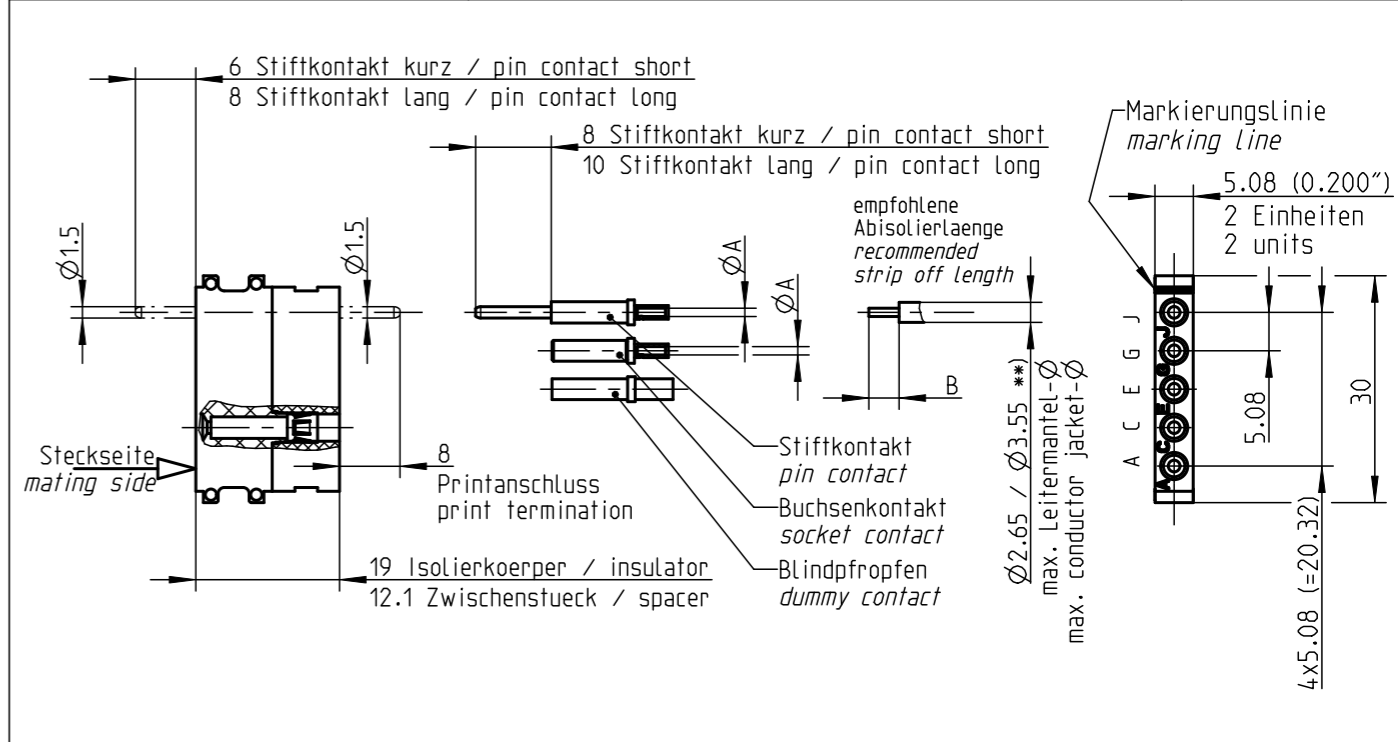 6 Stiftkontakt kurz / pin contact short
8 Stiftkontakt lang / pin contact long
8 Stiftkontakt kurz / pin contact short
10 Stiftkontakt lang / pin contact long
Markierungslinie
marking line
5.08 (0.200")
2 Einheiten
2 units
empfohlene
Abisolierlaenge
recommended
strip off length
Ø1.5
Ø1.5
ØA
ØA
B
Ø2.65 / Ø3.55 **)
max. Leitermantel-Ø
max. conductor jacket-Ø
J
G
E
C
A
J
G
E
C
A
5.08
30
4x5.08 (=20.32)
Steckseite
mating side
8
Printanschluss
print termination
Stiftkontakt
pin contact
Buchsenkontakt
socket contact
Blindpfropfen
dummy contact
19 Isolierkoerper / insulator
12.1 Zwischenstueck / spacer